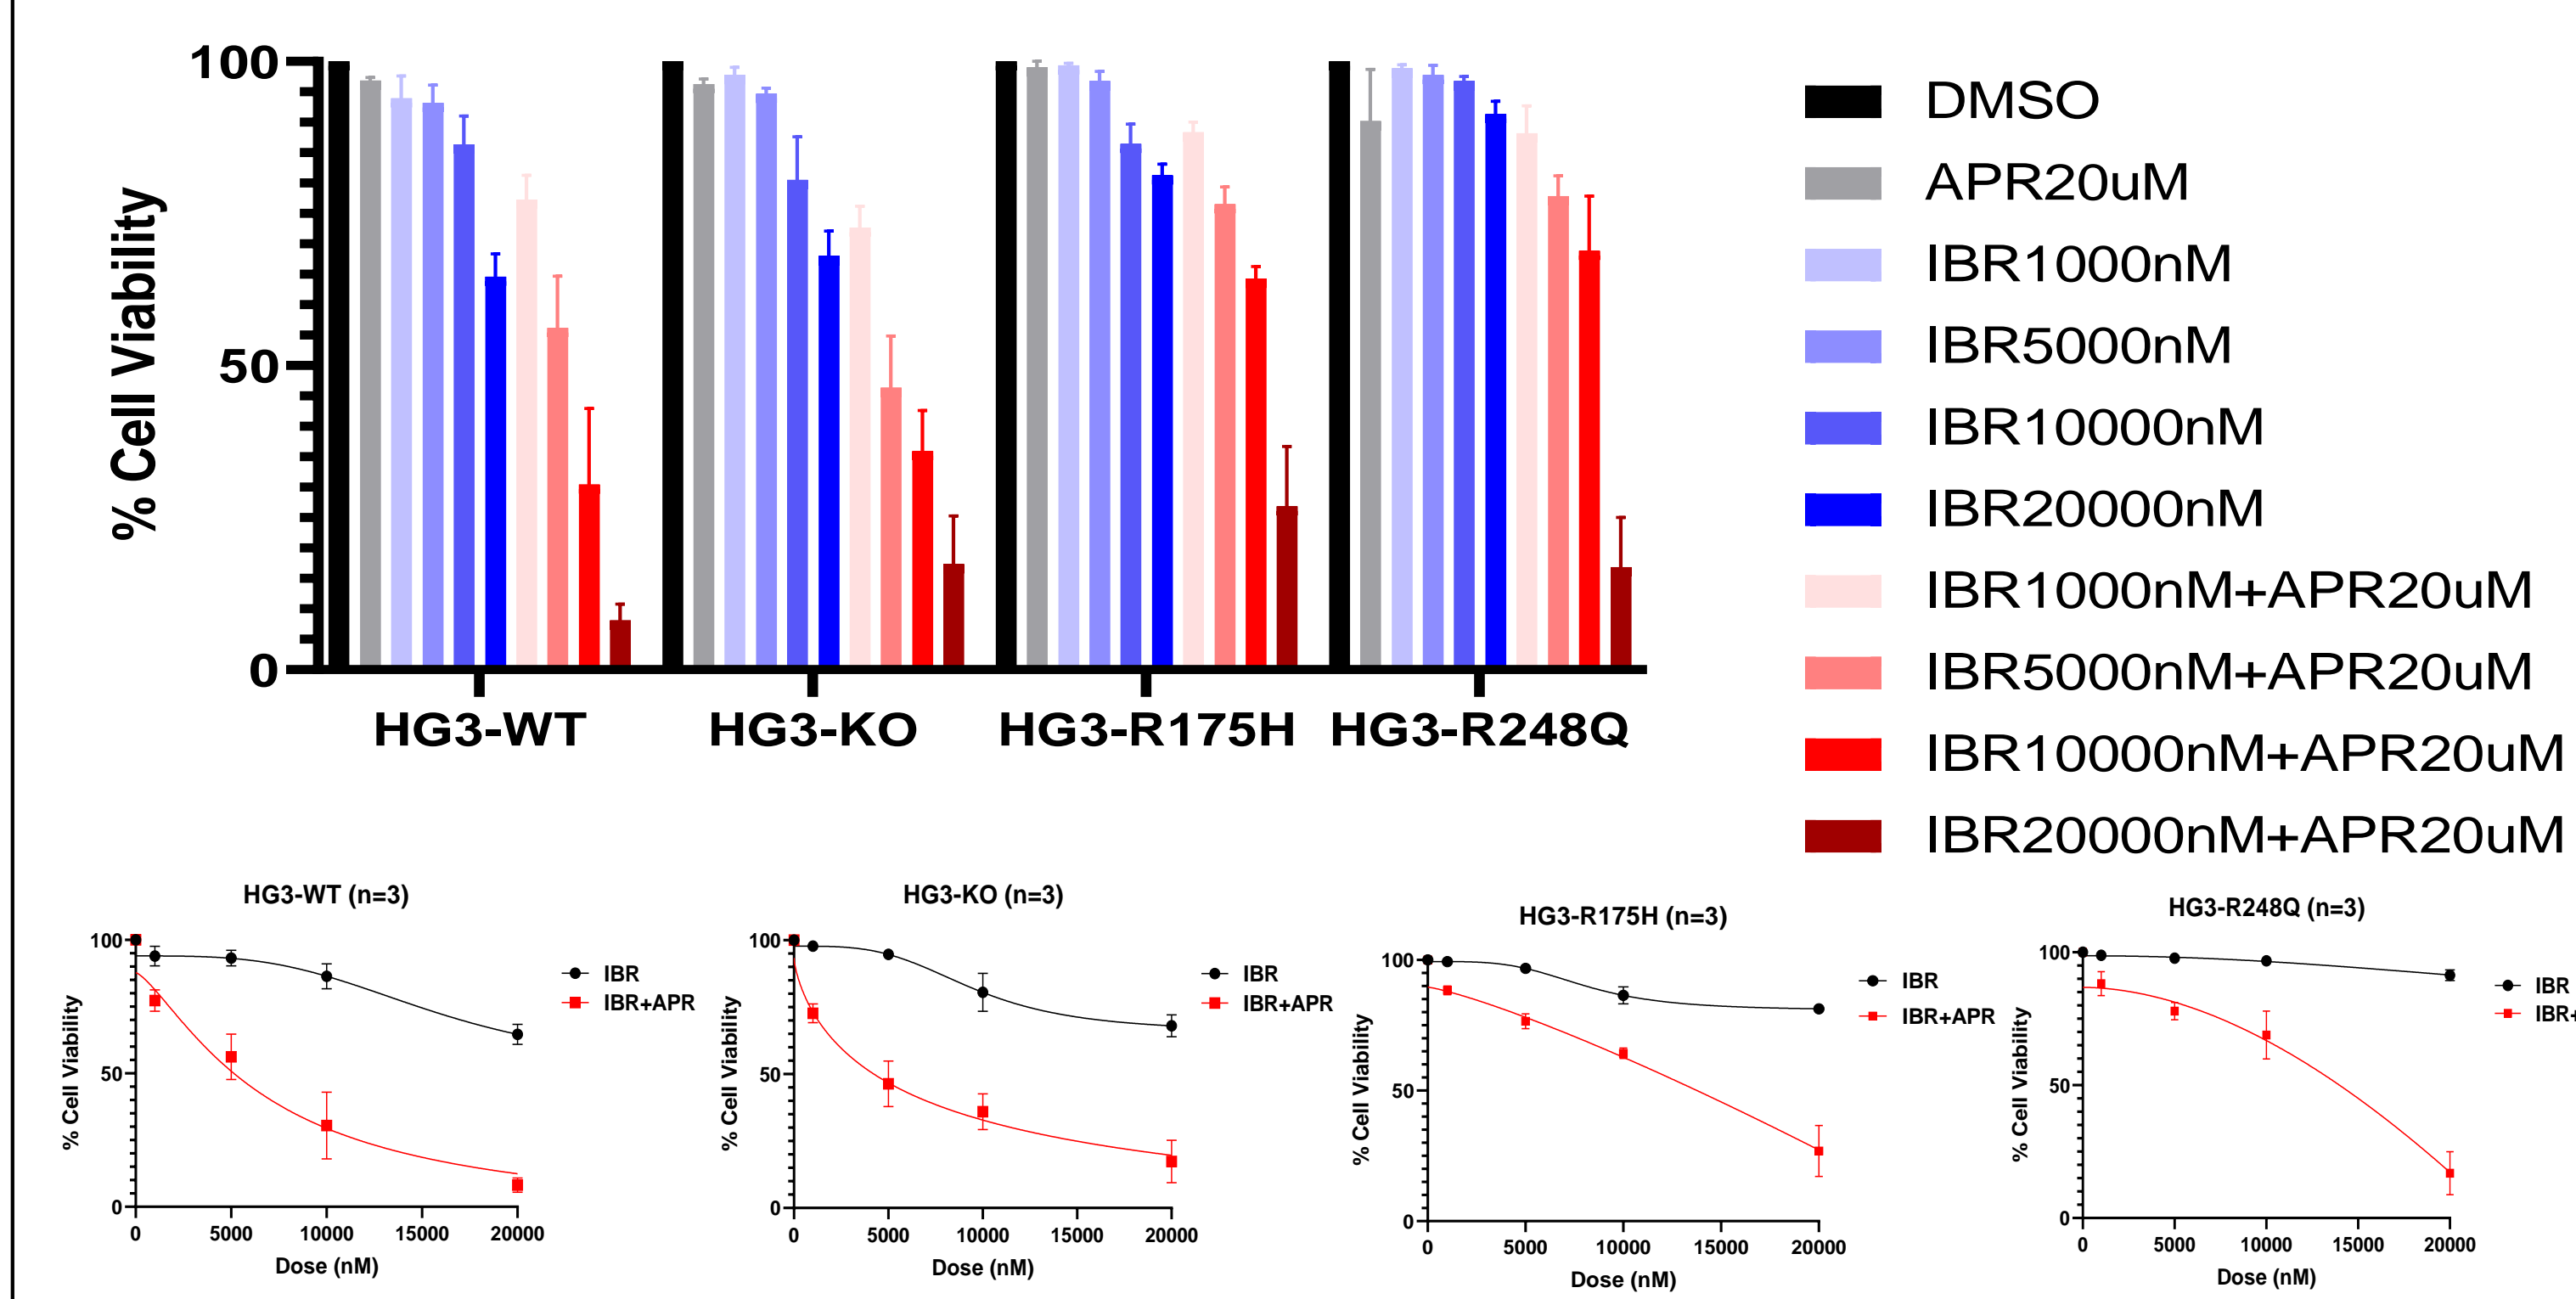 100
50
0
% Cell Viability
HG3-WT
HG3-KO
HG3-R175H
HG3-R248Q
DMSO
APR20uM
IBR1000nM
IBR5000nM
IBR10000nM
IBR20000nM
IBR1000nM+APR20uM
IBR5000nM+APR20uM
IBR10000nM+APR20uM
IBR20000nM+APR20uM
HG3-WT (n=3)
100
50
0
% Cell Viability
0 5000 10000 15000 20000
Dose (nM)
IBR
IBR+APR
HG3-KO (n=3)
100
50
0
% Cell Viability
0 5000 10000 15000 20000
Dose (nM)
IBR
IBR+APR
HG3-R175H (n=3)
100
50
0
% Cell Viability
0 5000 10000 15000 20000
Dose (nM)
IBR
IBR+APR
HG3-R248Q (n=3)
100
50
0
% Cell Viability
0 5000 10000 15000 20000
Dose (nM)
IBR
IBR+